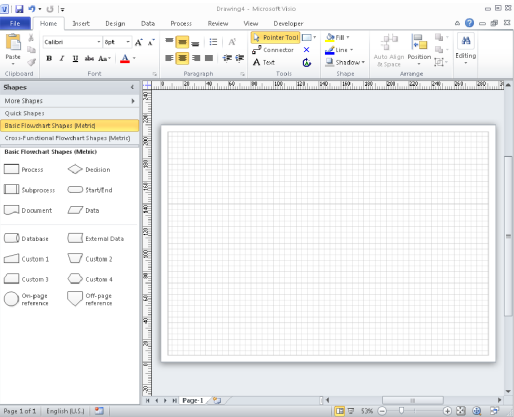 Drawing4 - Microsoft Visio
File Home Insert Design Data Process Review View Developer
Paste
Calibri 8pt
B I U abc Aa A
Pointer Tool
Connector
A Text
Fill
Line
Shadow
Auto Align & Space
Position
Editing
Clipboard Font Paragraph Tools Shape Arrange
Shapes
More Shapes
Quick Shapes
Basic Flowchart Shapes (Metric)
Cross-Functional Flowchart Shapes (Metric)
Basic Flowchart Shapes (Metric)
Process Decision
Subprocess Start/End
Document Data
Database External Data
Custom 1 Custom 2
Custom 3 Custom 4
On-page reference
Off-page reference
Page-1
Page 1 of 1 English (U.S.) 53%